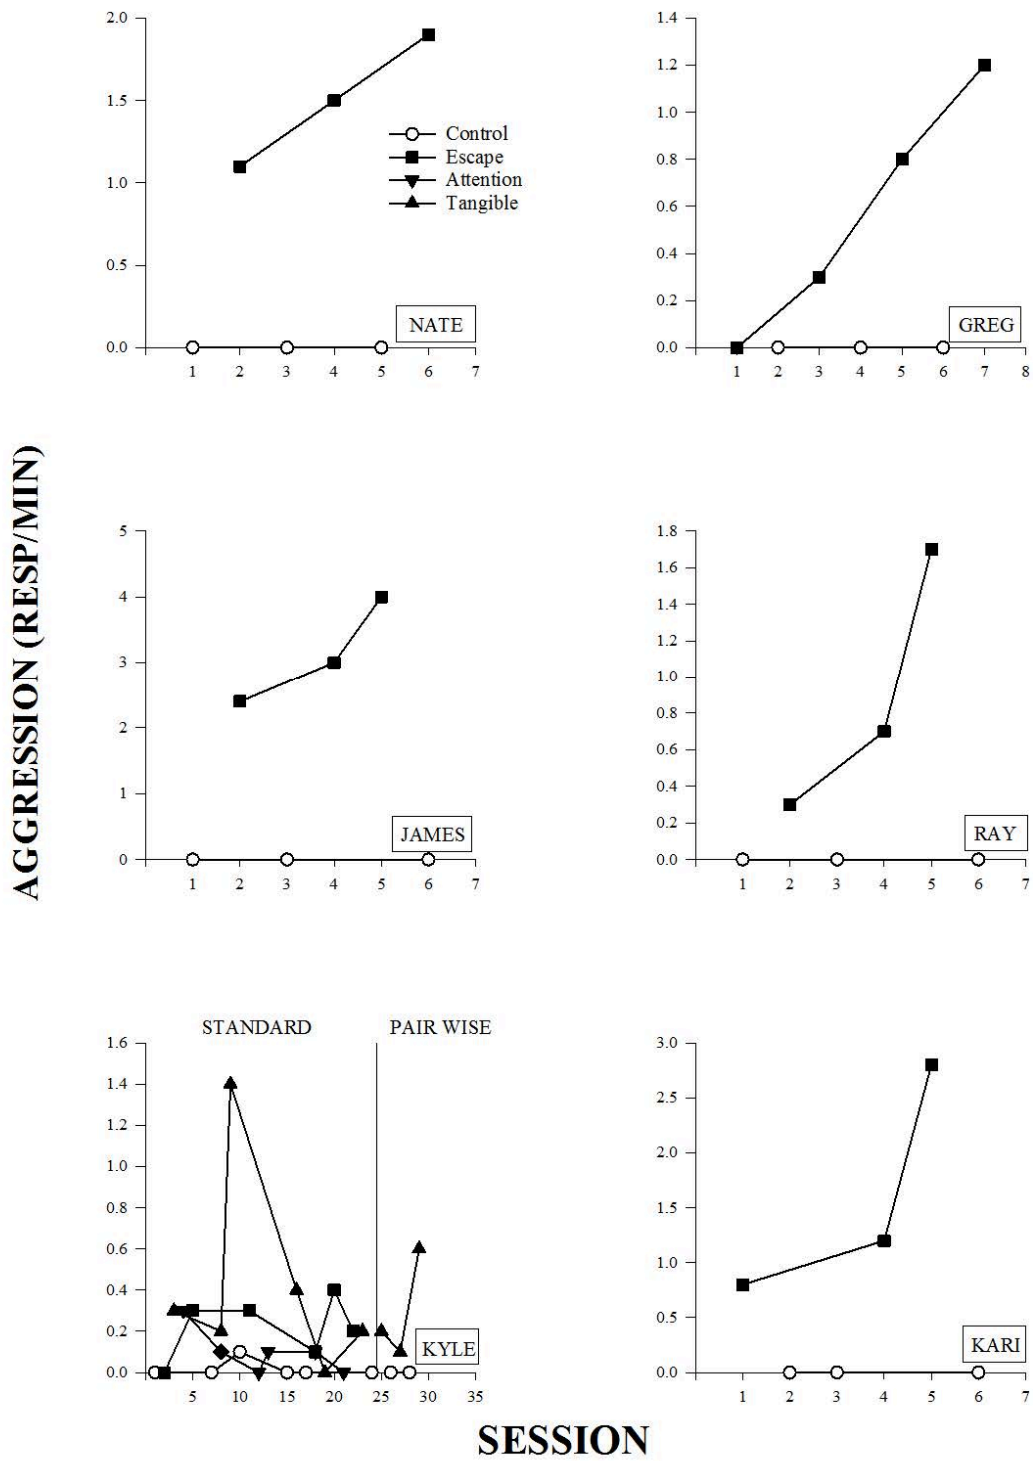 AGGRESSION (RESP/MIN)
2.0
1.5
1.0
0.5
0.0
1 2 3 4 5 6 7
Control
Escape
Attention
Tangible
NATE
1.4
1.2
1.0
0.8
0.6
0.4
0.2
0.0
1 2 3 4 5 6 7 8
GREG
5
4
3
2
1
0
1 2 3 4 5 6 7
JAMES
1.8
1.6
1.4
1.2
1.0
0.8
0.6
0.4
0.2
0.0
1 2 3 4 5 6 7
RAY
STANDARD PAIR WISE
1.6
1.4
1.2
1.0
0.8
0.6
0.4
0.2
0.0
5 10 15 20 25 30 35
KYLE
3.0
2.5
2.0
1.5
1.0
0.5
0.0
1 2 3 4 5 6 7
KARI
SESSION